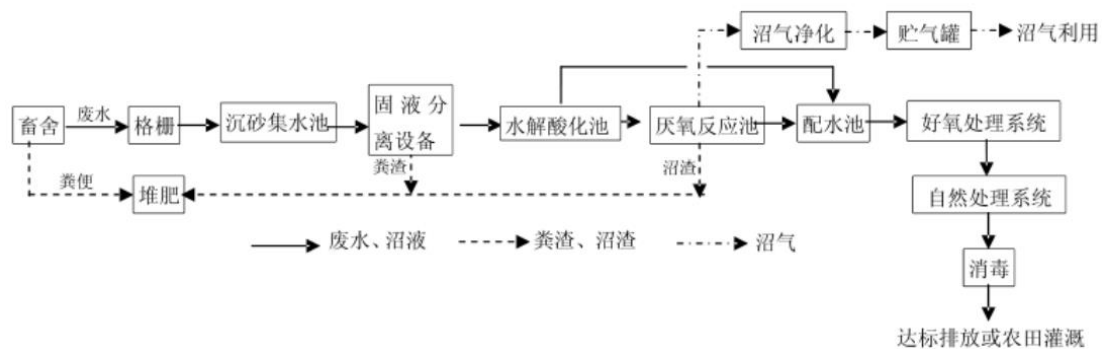 沼气净化
贮气罐
沼气利用
畜舍
废水
格栅
沉砂集水池
固液分
离设备
水解酸化池
厌氧反应池
配水池
好氧处理系统
粪渣
沼渣
粪便
堆肥
自然处理系统
废水、沼液
粪渣、沼渣
沼气
消毒
达标排放或农田灌溉